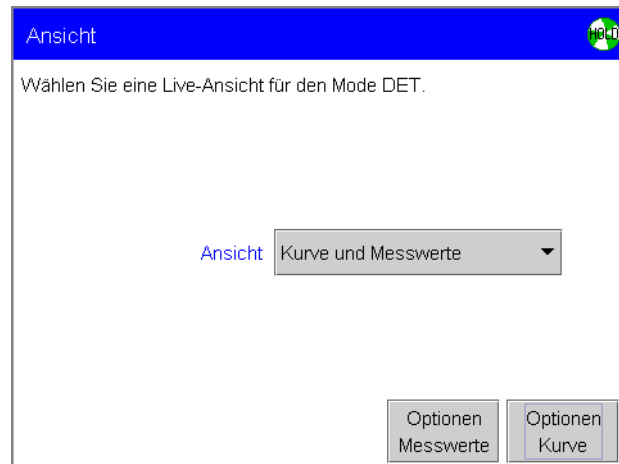 Ansicht
HOLD
Wählen Sie eine Live-Ansicht für den Mode DET.
Ansicht
Kurve und Messwerte
Optionen Messwerte
Optionen Kurve